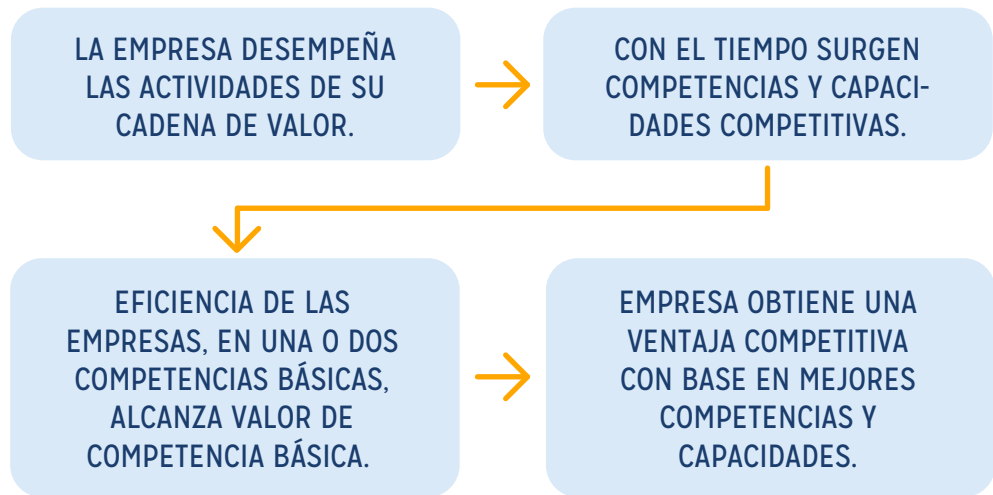 LA EMPRESA DESEMPEÑA
LAS ACTIVIDADES DE SU
CADENA DE VALOR.
CON EL TIEMPO SURGEN
COMPETENCIAS Y CAPACI-
DADES COMPETITIVAS.
EFICIENCIA DE LAS
EMPRESAS, EN UNA O DOS
COMPETENCIAS BÁSICAS,
ALCANZA VALOR DE
COMPETENCIA BÁSICA.
EMPRESA OBTIENE UNA
VENTAJA COMPETITIVA
CON BASE EN MEJORES
COMPETENCIAS Y
CAPACIDADES.